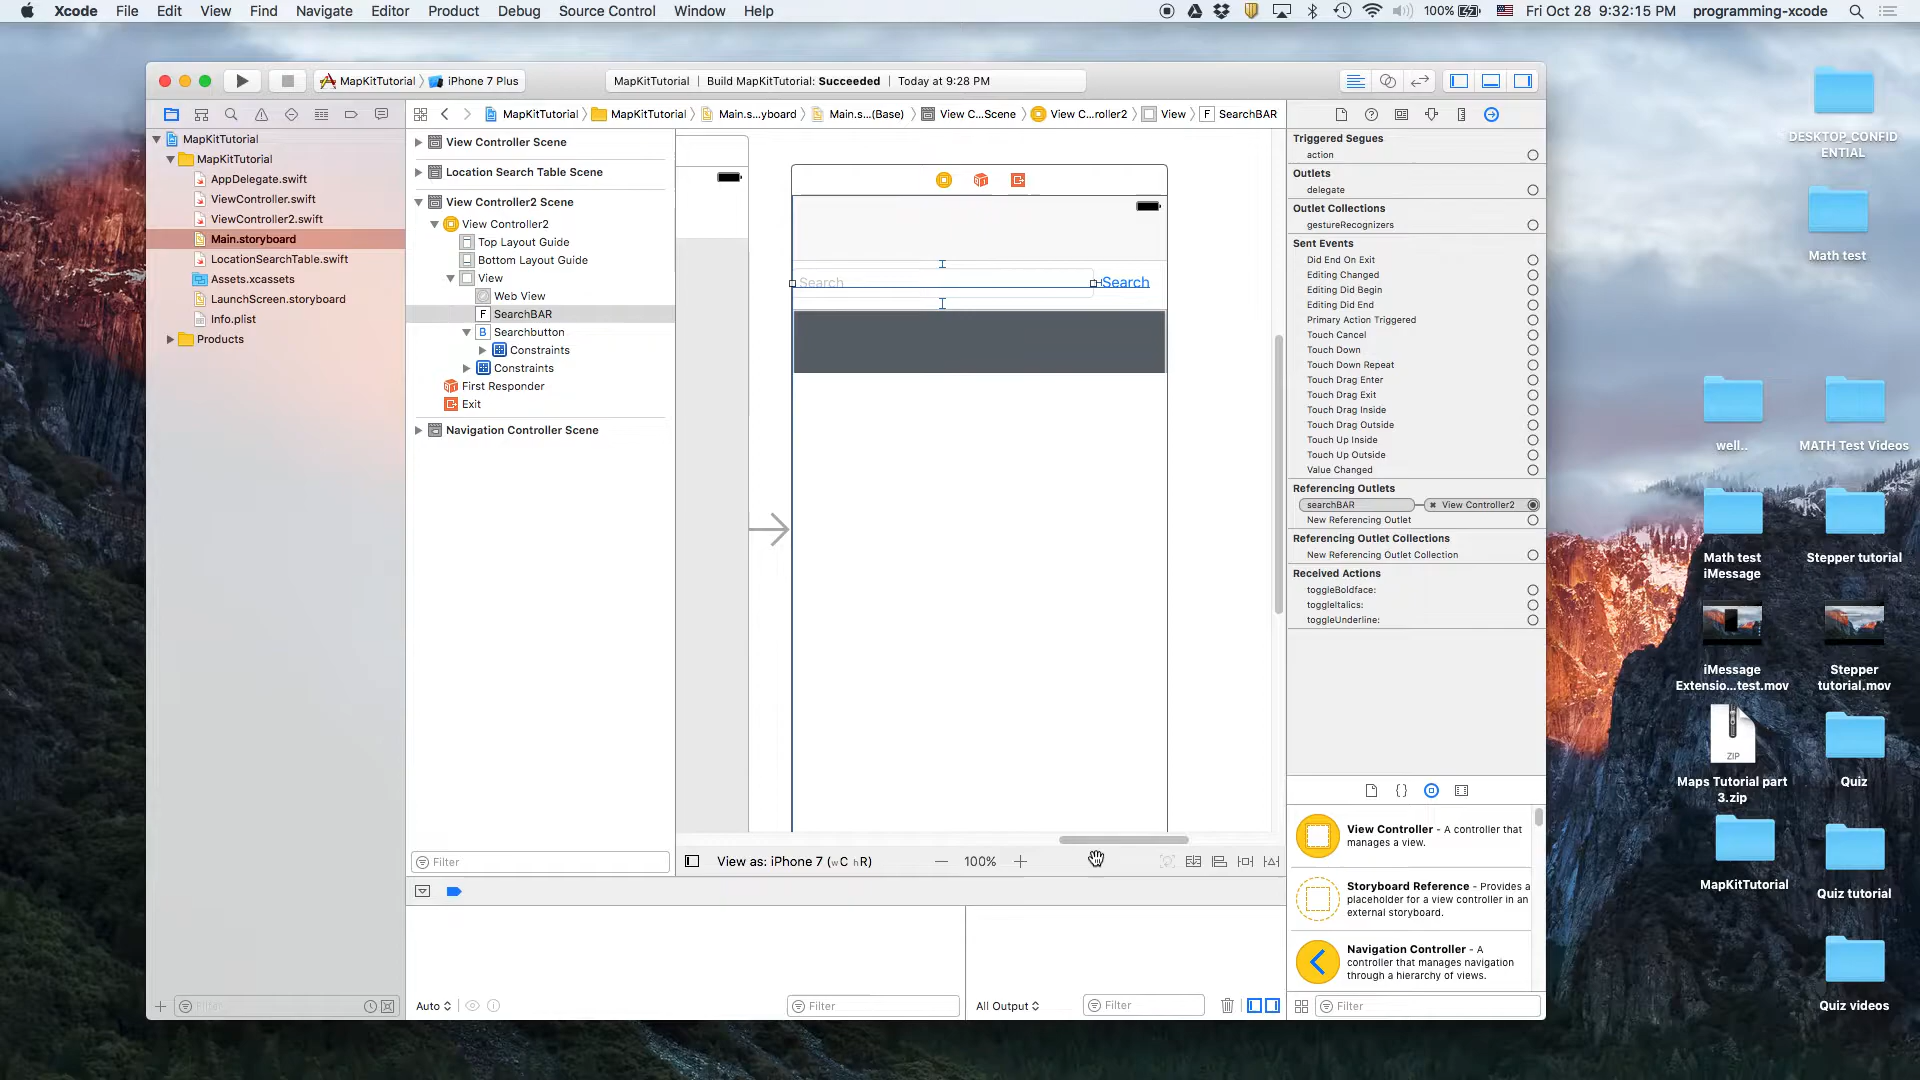 Xcode File Edit View Find Navigate Editor Product Debug Source Control Window Help
100% Fri Oct 28 9:32:15 PM programming-xcode
MapKitTutorial iPhone 7 Plus
MapKitTutorial Build MapKitTutorial: Succeeded Today at 9:28 PM
MapKitTutorial MapKitTutorial Main.s...yboard Main.s...(Base) View C...Scene View C...roller2 View F SearchBAR
MapKitTutorial
MapKitTutorial
AppDelegate.swift
ViewController.swift
ViewController2.swift
Main.storyboard
LocationSearchTable.swift
Assets.xcassets
LaunchScreen.storyboard
Info.plist
Products
Filter
View Controller Scene
Location Search Table Scene
View Controller2 Scene
View Controller2
Top Layout Guide
Bottom Layout Guide
View
Web View
F SearchBAR
B Searchbutton
Constraints
Constraints
First Responder
Exit
Navigation Controller Scene
Filter
Search Search
View as: iPhone 7 (wC hR) 100%
Auto
Filter
All Output
Filter
Triggered Segues
action
Outlets
delegate
Outlet Collections
gestureRecognizers
Sent Events
Did End On Exit
Editing Changed
Editing Did Begin
Editing Did End
Primary Action Triggered
Touch Cancel
Touch Down
Touch Down Repeat
Touch Drag Enter
Touch Drag Exit
Touch Drag Inside
Touch Drag Outside
Touch Up Inside
Touch Up Outside
Value Changed
Referencing Outlets
searchBAR View Controller2
New Referencing Outlet
Referencing Outlet Collections
New Referencing Outlet Collection
Received Actions
toggleBoldface:
toggleItalics:
toggleUnderline:
View Controller - A controller that
manages a view.
Storyboard Reference - Provides a
placeholder for a view controller in an
external storyboard.
Navigation Controller - A
controller that manages navigation
through a hierarchy of views.
Filter
DESKTOP_CONFID
ENTIAL
Math test
well..
MATH Test Videos
Math test
iMessage
Stepper tutorial
iMessage
Extensio...test.mov
Stepper
tutorial.mov
ZIP
Maps Tutorial part
3.zip
Quiz
MapKitTutorial
Quiz tutorial
Quiz videos